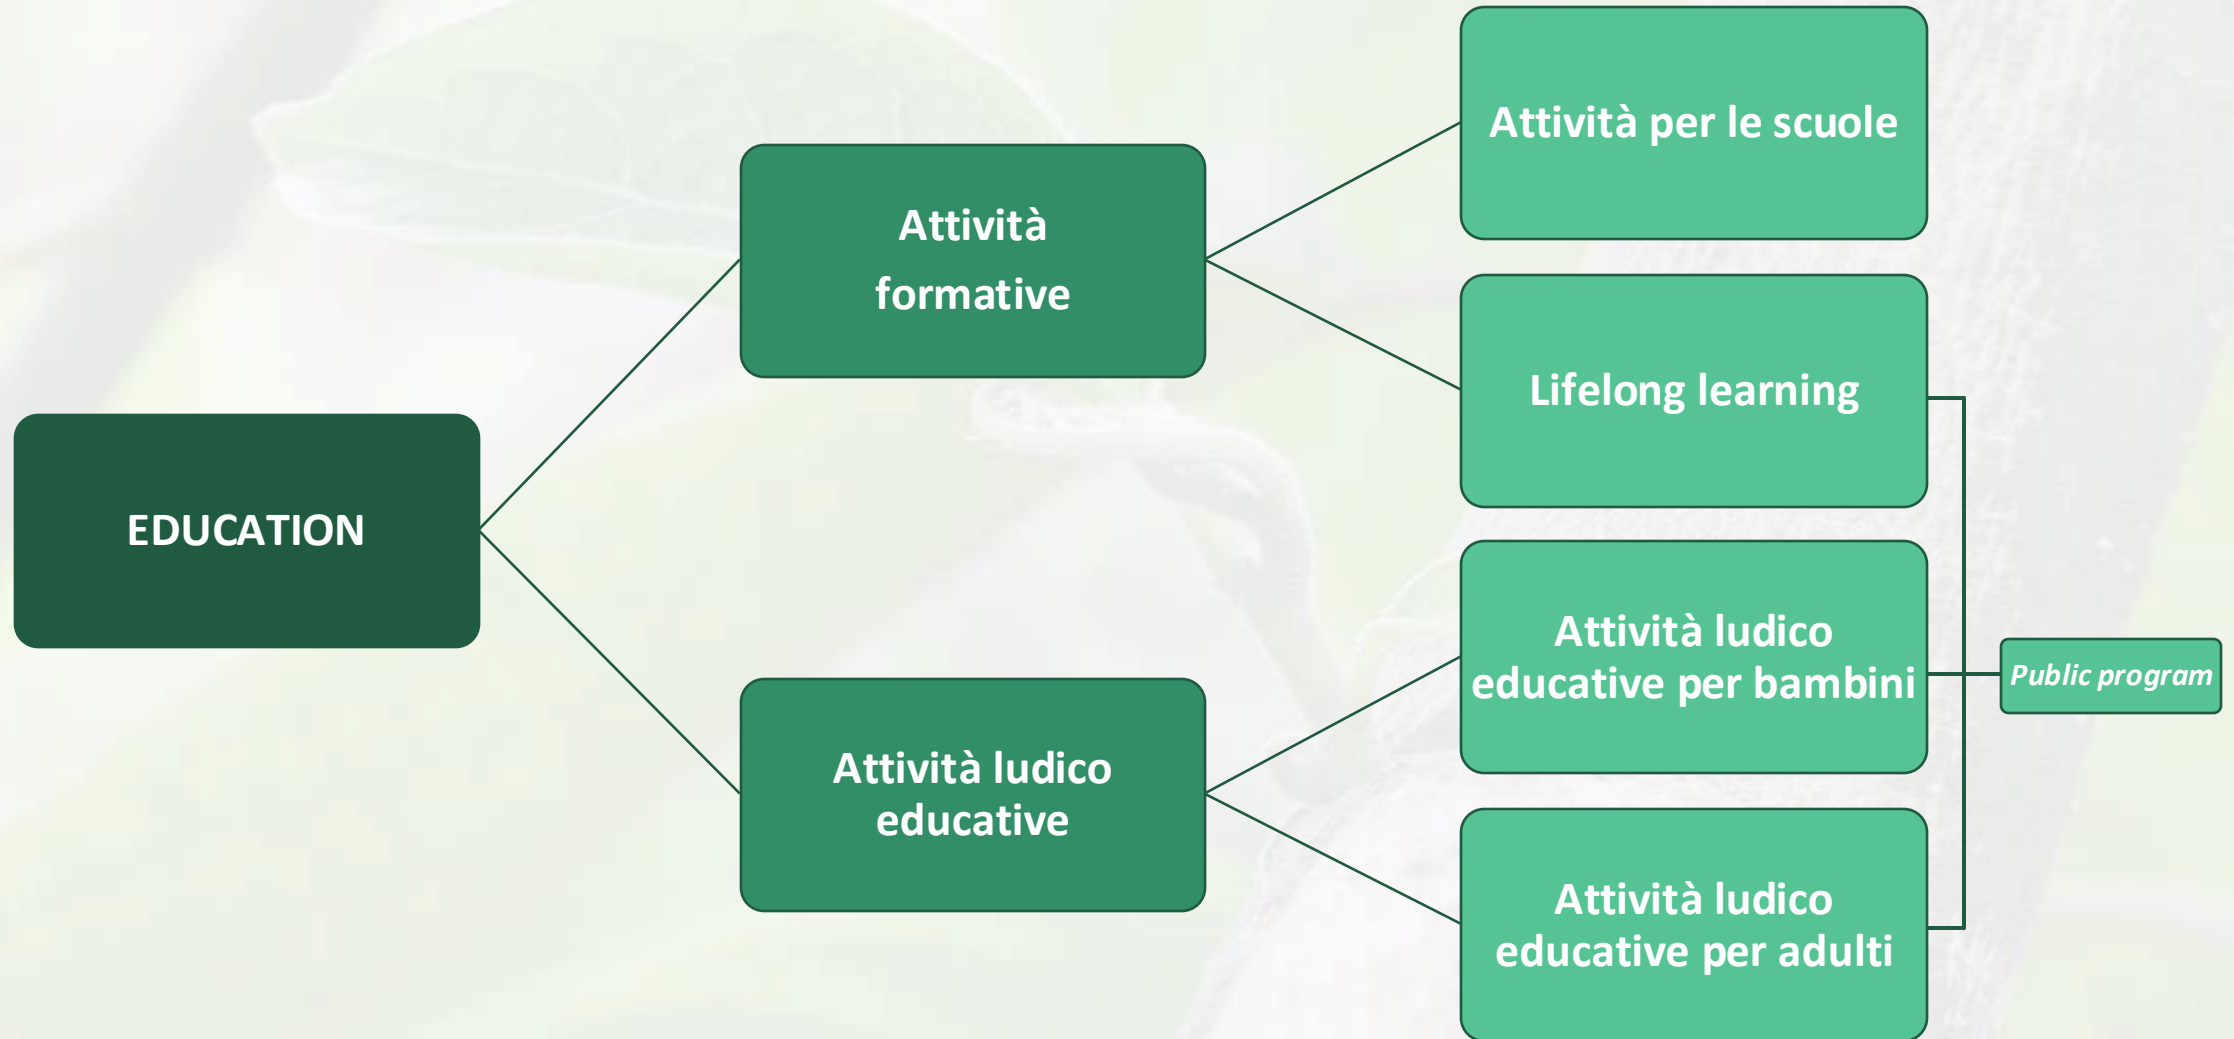 EDUCATION
Attività
formative
Attività ludico
educative
Attività per le scuole
Lifelong learning
Attività ludico
educative per bambini
Attività ludico
educative per adulti
Public program